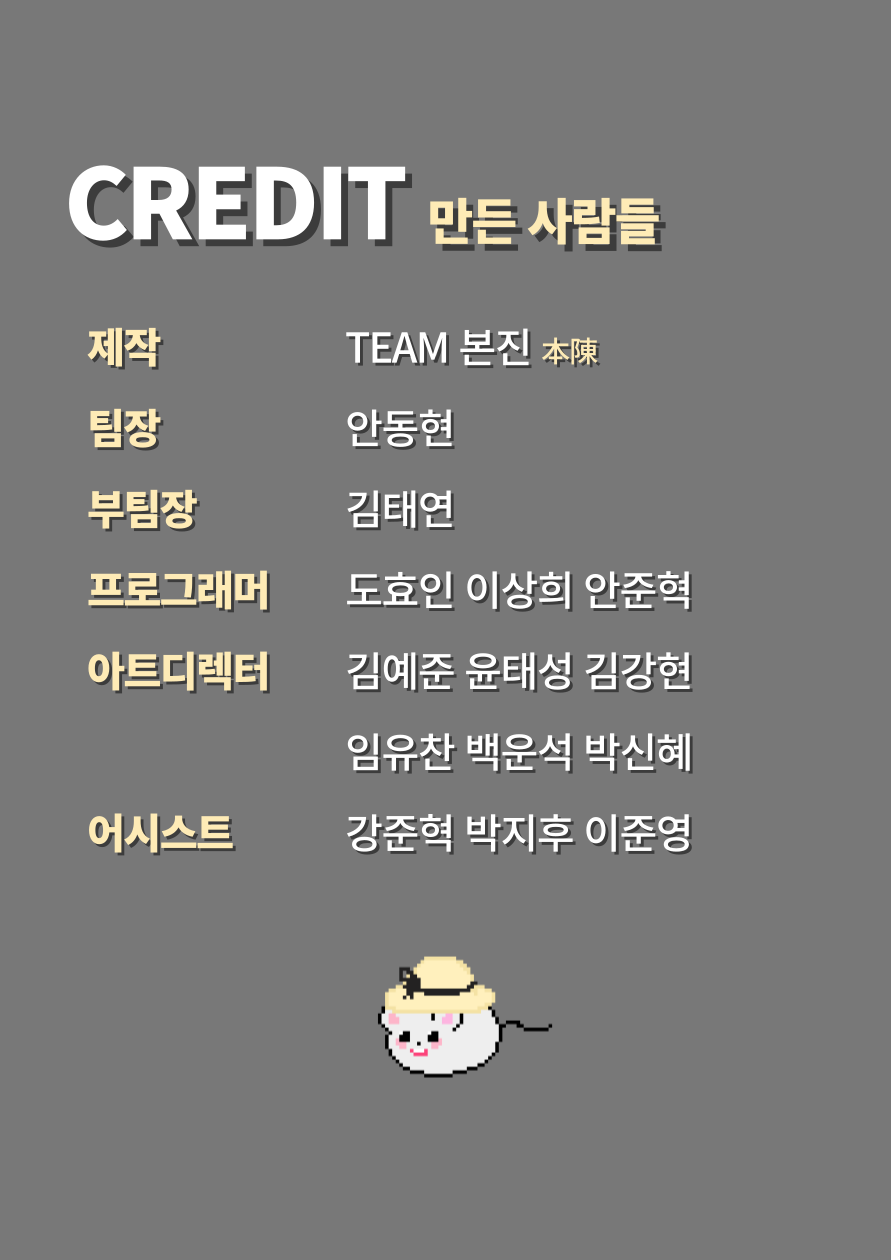 CREDIT 만든 사람들
제작 TEAM 본진 本陳
팀장 안동현
부팀장 김태연
프로그래머 도효인 이상희 안준혁
아트디렉터 김예준 윤태성 김강현
임유찬 백운석 박신혜
어시스트 강준혁 박지후 이준영